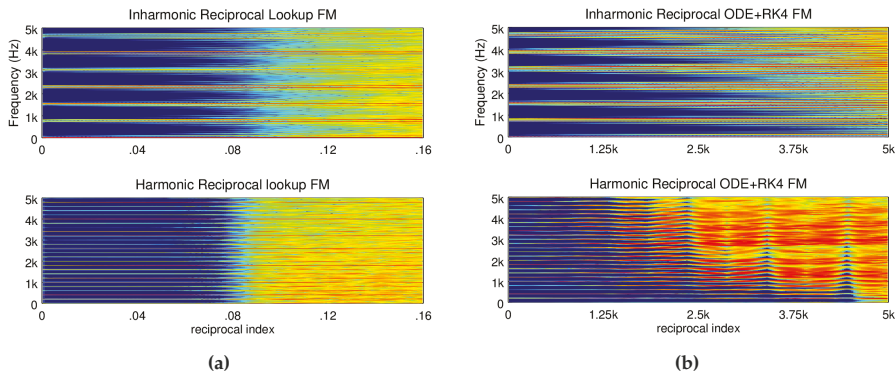 Inharmonic Reciprocal Lookup FM
Frequency (Hz)
5k
4k
3k
2k
1k
0
0 .04 .08 .12 .16
Harmonic Reciprocal lookup FM
5k
4k
3k
2k
1k
0
0 .04 .08 .12 .16
reciprocal index
(a)
Inharmonic Reciprocal ODE+RK4 FM
Frequency (Hz)
5k
4k
3k
2k
1k
0
0 1.25k 2.5k 3.75k 5k
Harmonic Reciprocal ODE+RK4 FM
5k
4k
3k
2k
1k
0
0 1.25k 2.5k 3.75k 5k
reciprocal index
(b)